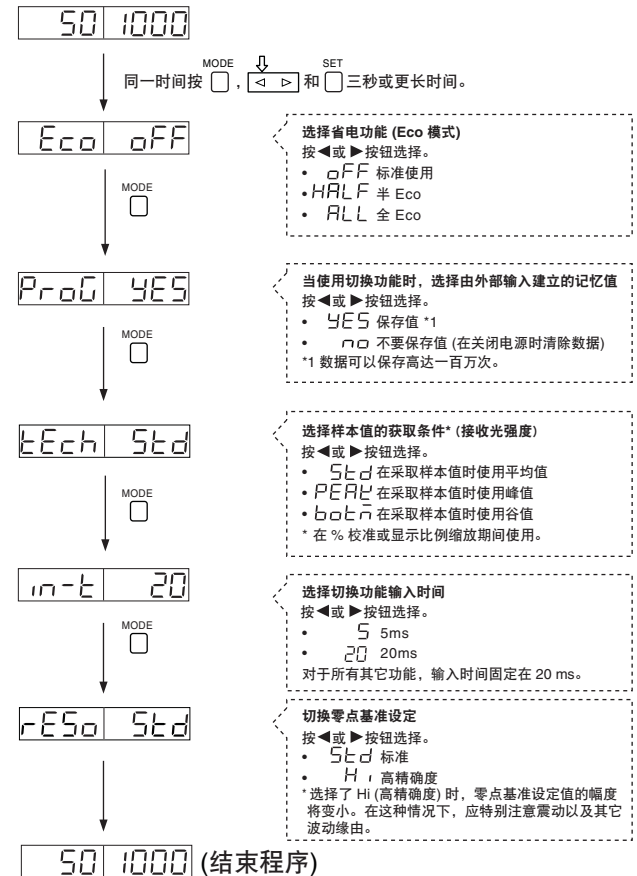 50 1000
MODE SET
同一时间按 , ◁ ▷ 和 三秒或更长时间。
Eco oFF
MODE
选择省电功能 (Eco 模式)
按◀或 ▶按钮选择。
• oFF 标准使用
• HALF 半 Eco
• ALL 全 Eco
ProG YES
MODE
当使用切换功能时，选择由外部输入建立的记忆值
按◀或 ▶按钮选择。
• YES 保存值 *1
• no 不要保存值 (在关闭电源时清除数据)
*1 数据可以保存高达一百万次。
tEch Std
MODE
选择样本值的获取条件* (接收光强度)
按◀或 ▶按钮选择。
• Std 在采取样本值时使用平均值
• PEAK 在采取样本值时使用峰值
• botm 在采取样本值时使用谷值
* 在 % 校准或显示比例缩放期间使用。
in-t 20
MODE
选择切换功能输入时间
按◀或 ▶按钮选择。
• 5 5ms
• 20 20ms
对于所有其它功能，输入时间固定在 20 ms。
rESo Std
切换零点基准设定
按◀或 ▶按钮选择。
• Std 标准
• Hi 高精确度
* 选择了 Hi (高精确度) 时，零点基准设定值的幅度
将变小。在这种情况下，应特别注意震动以及其它
波动缘由。
50 1000 (结束程序)